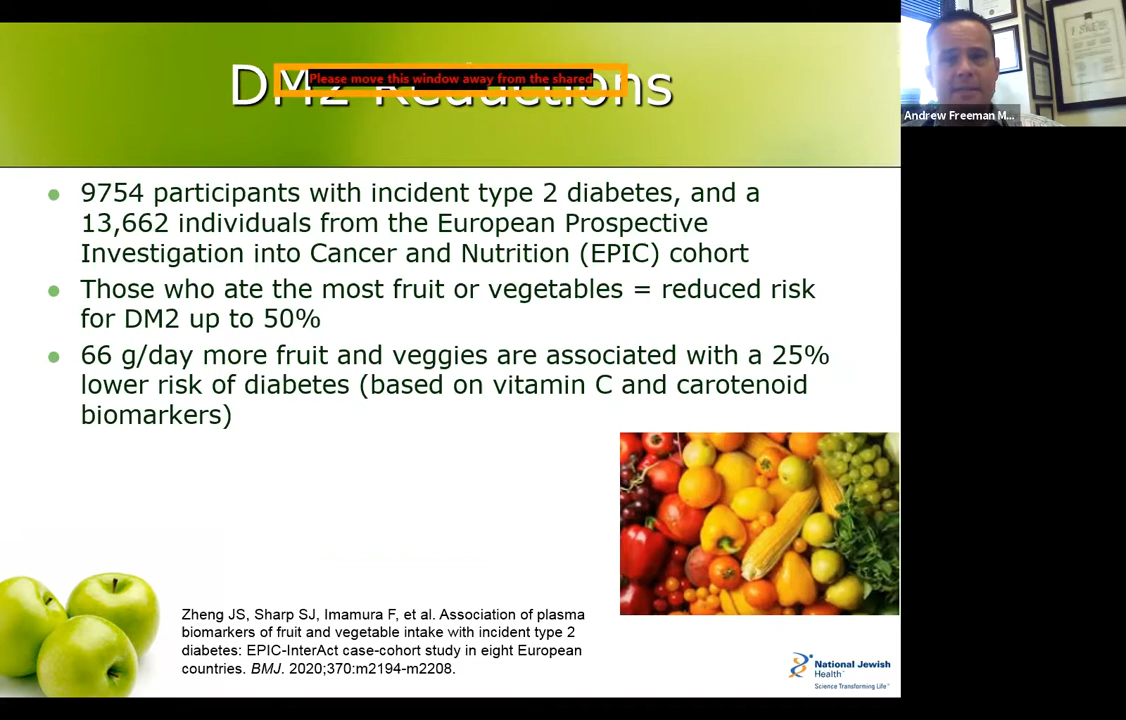 DM2 Reductions
Please move this window away from the shared
Andrew Freeman M...
9754 participants with incident type 2 diabetes, and a
13,662 individuals from the European Prospective
Investigation into Cancer and Nutrition (EPIC) cohort
Those who ate the most fruit or vegetables = reduced risk
for DM2 up to 50%
66 g/day more fruit and veggies are associated with a 25%
lower risk of diabetes (based on vitamin C and carotenoid
biomarkers)
Zheng JS, Sharp SJ, Imamura F, et al. Association of plasma
biomarkers of fruit and vegetable intake with incident type 2
diabetes: EPIC-InterAct case-cohort study in eight European
countries. BMJ. 2020;370:m2194-m2208.
National Jewish
Health®
Science Transforming Life®